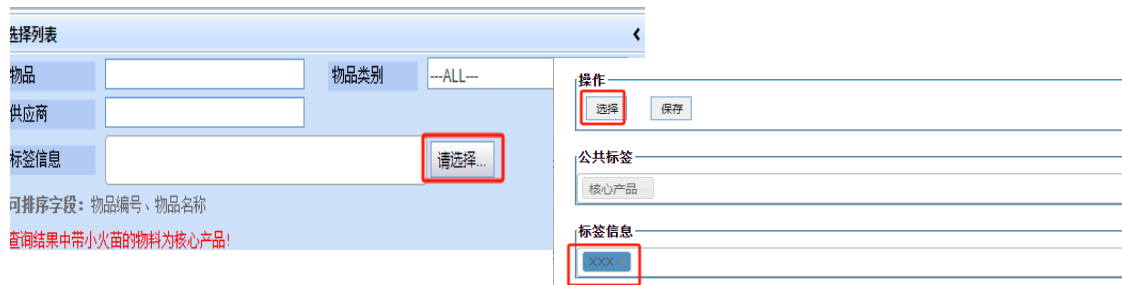 选择列表
物品 物品类别 ---ALL---
供应商
标签信息 请选择...
可排序字段：物品编号、物品名称
查询结果中带小火苗的物料为核心产品!
操作
选择 保存
公共标签
核心产品
标签信息
XXX ×